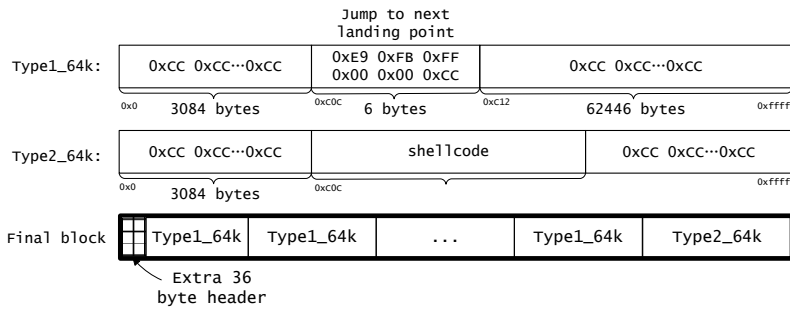 Jump to next
landing point
Type1_64k:
0xCC 0xCC⋯0xCC
0xE9 0xFB 0xFF
0x00 0x00 0xCC
0xCC 0xCC⋯0xCC
0x0
3084 bytes
0xC0C
6 bytes
0xC12
62446 bytes
0xffff
Type2_64k:
0xCC 0xCC⋯0xCC
shellcode
0xCC 0xCC⋯0xCC
0x0
3084 bytes
0xC0C
0xffff
Final block
Type1_64k
Type1_64k
...
Type1_64k
Type2_64k
Extra 36
byte header